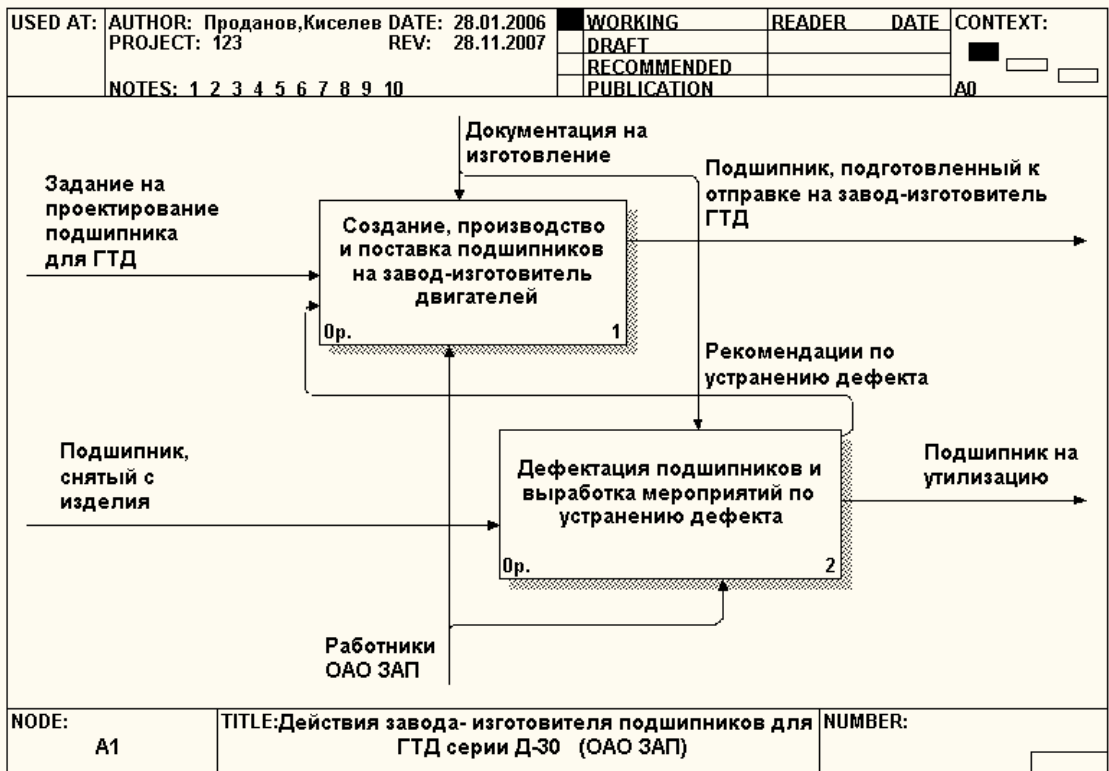 USED AT:
AUTHOR: Проданов,Киселев DATE: 28.01.2006
PROJECT: 123 REV: 28.11.2007
NOTES: 1 2 3 4 5 6 7 8 9 10
WORKING
DRAFT
RECOMMENDED
PUBLICATION
READER DATE
CONTEXT:
A0
Документация на
изготовление
Задание на
проектирование
подшипника
для ГТД
Подшипник, подготовленный к
отправке на завод-изготовитель
ГТД
Создание, производство
и поставка подшипников
на завод-изготовитель
двигателей
0р. 1
Рекомендации по
устранению дефекта
Подшипник,
снятый с
изделия
Дефектация подшипников и
выработка мероприятий по
устранению дефекта
0р. 2
Подшипник на
утилизацию
Работники
ОАО ЗАП
NODE:
A1
TITLE:Действия завода- изготовителя подшипников для
ГТД серии Д-30 (ОАО ЗАП)
NUMBER: